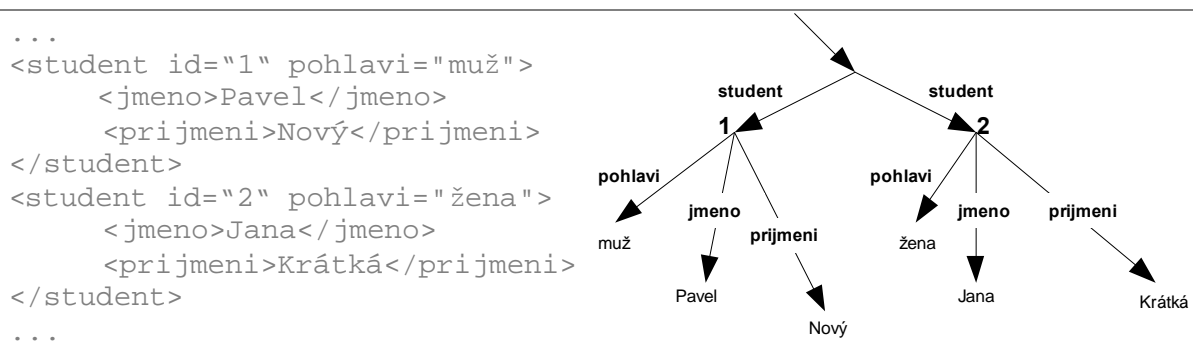 ...
<student id=“1“ pohlavi="muž">
<jmeno>Pavel</jmeno>
<prijmeni>Nový</prijmeni>
</student>
<student id=“2“ pohlavi="žena">
<jmeno>Jana</jmeno>
<prijmeni>Krátká</prijmeni>
</student>
...
student student
1 2
pohlavi pohlavi
jmeno jmeno prijmeni
prijmeni
muž žena
Pavel Jana Krátká
Nový